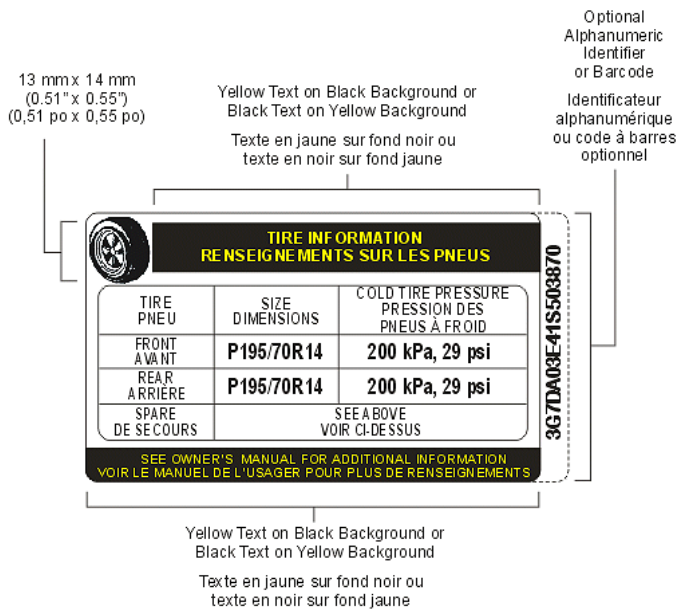 Optional
Alphanumeric
Identifier
or Barcode
Identificateur
alphanumérique
ou code à barres
optionnel
13 mm x 14 mm
(0.51" x 0.55")
(0,51 po x 0,55 po)
Yellow Text on Black Background or
Black Text on Yellow Background
Texte en jaune sur fond noir ou
texte en noir sur fond jaune
TIRE INFORMATION
RENSEIGNEMENTS SUR LES PNEUS
TIRE
PNEU
SIZE
DIMENSIONS
COLD TIRE PRESSURE
PRESSION DES
PNEUS À FROID
FRONT
AVANT
P195/70R14
200 kPa, 29 psi
REAR
ARRIÈRE
P195/70R14
200 kPa, 29 psi
SPARE
DE SECOURS
SEE ABOVE
VOIR CI-DESSUS
SEE OWNER'S MANUAL FOR ADDITIONAL INFORMATION
VOIR LE MANUEL DE L'USAGER POUR PLUS DE RENSEIGNEMENTS
3G7DA03E41S503870
Yellow Text on Black Background or
Black Text on Yellow Background
Texte en jaune sur fond noir ou
texte en noir sur fond jaune